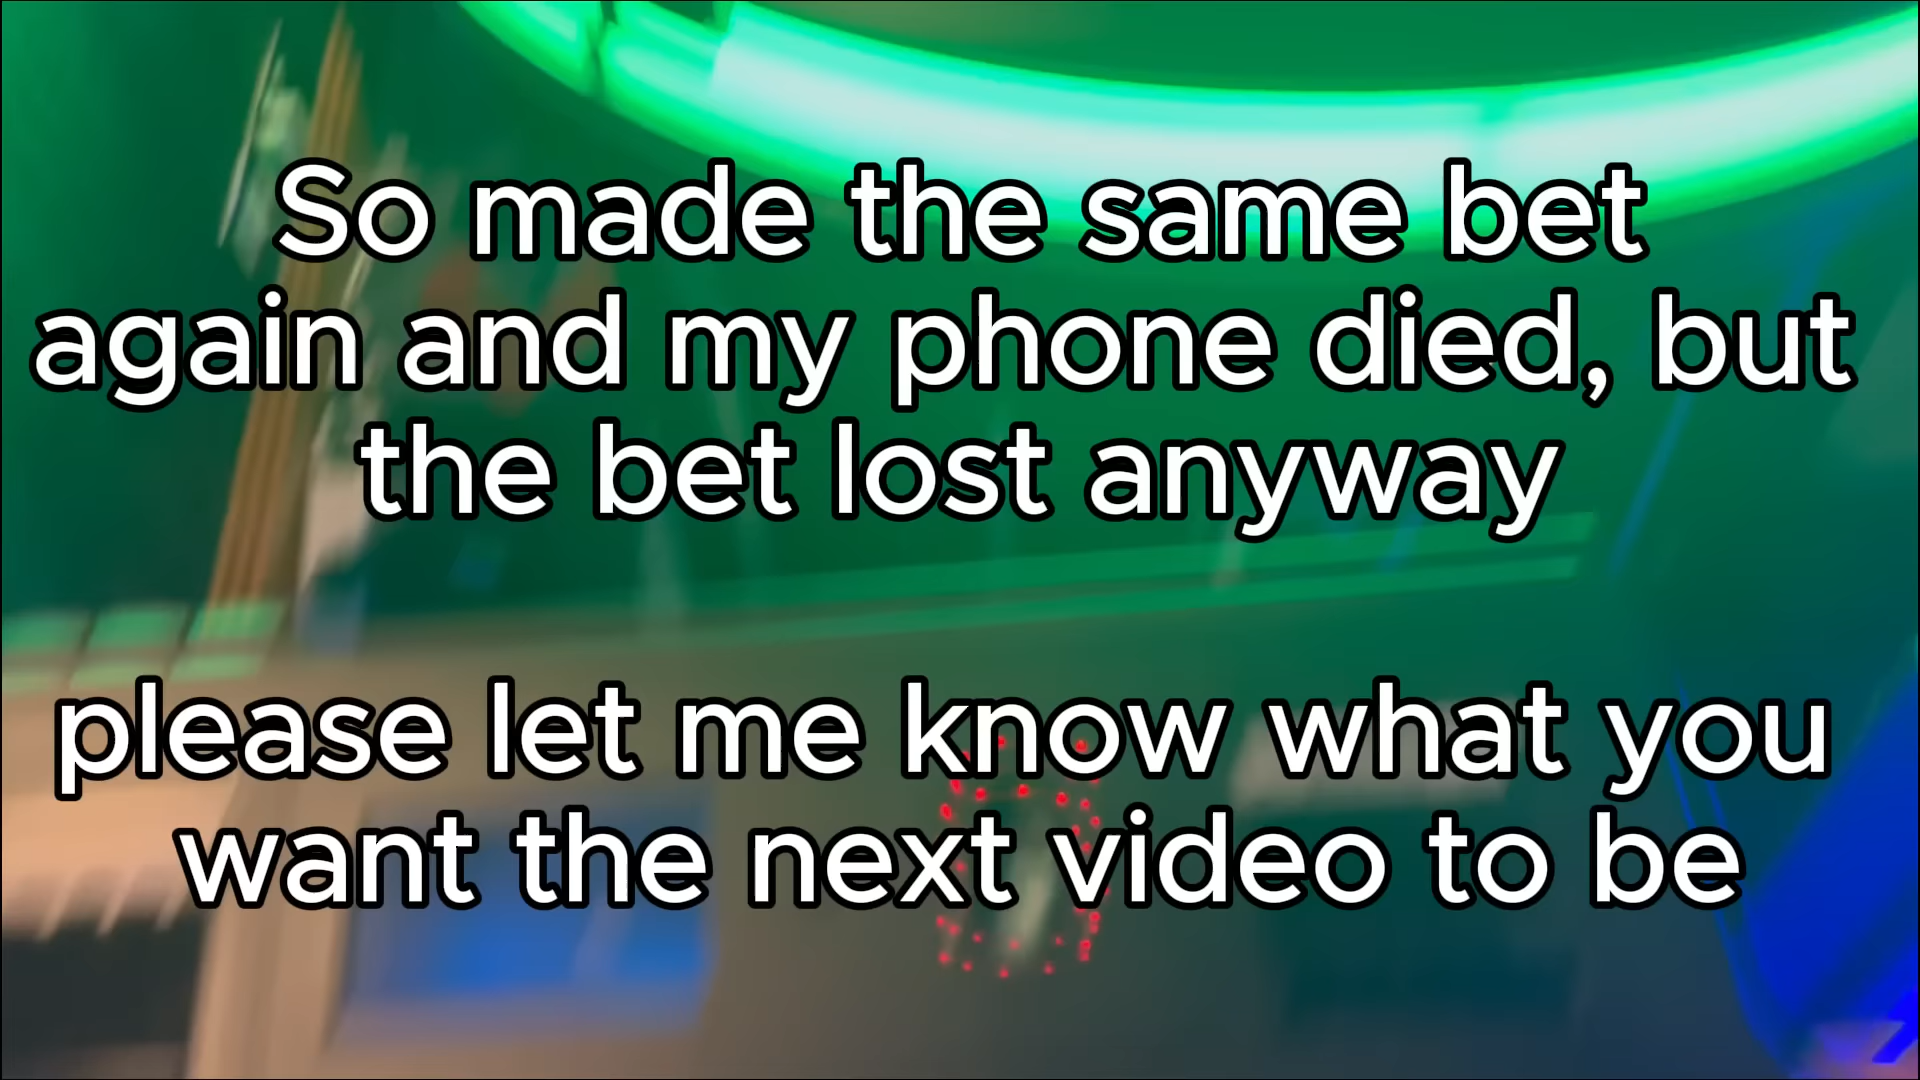 So made the same bet
again and my phone died, but
the bet lost anyway
please let me know what you
want the next video to be